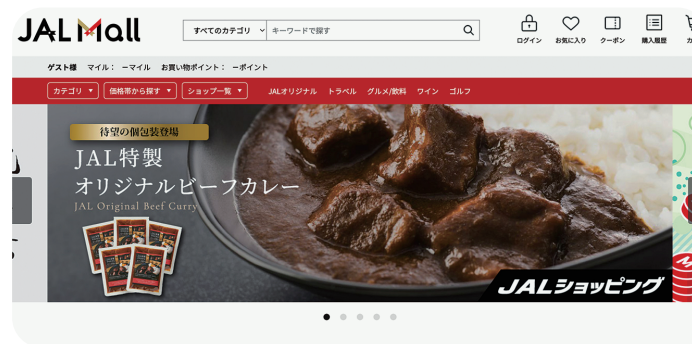 JAL Mall
すべてのカテゴリ
キーワードで探す
ログイン
お気に入り
クーポン
購入履歴
ゲスト様 マイル： ーマイル お買い物ポイント： ーポイント
カテゴリ ▼
価格帯から探す ▼
ショップ一覧 ▼
JALオリジナル トラベル グルメ/飲料 ワイン ゴルフ
待望の個包装登場
JAL特製
オリジナルビーフカレー
JAL Original Beef Curry
JALショッピング